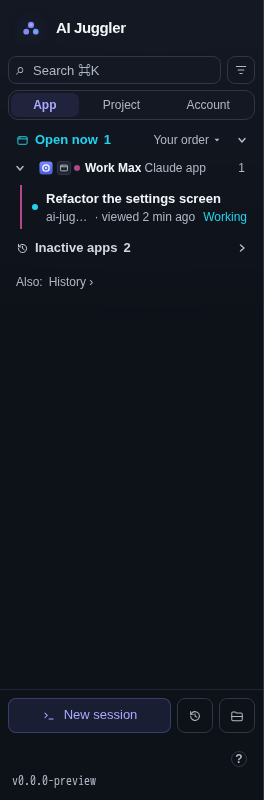 AI Juggler
Search ⌘K
App Project Account
Open now 1 Your order
Work Max Claude app 1
Refactor the settings screen
ai-jug… · viewed 2 min ago Working
Inactive apps 2
Also: History ›
New session
?
v0.0.0-preview